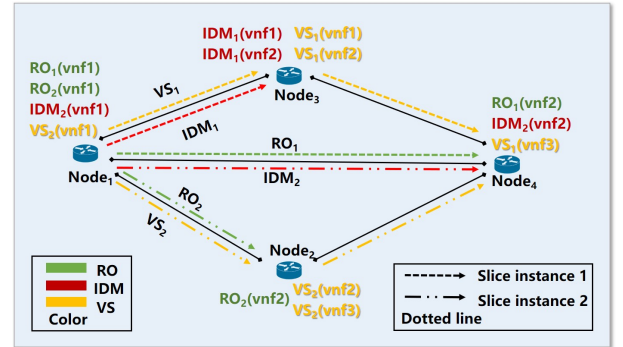 IDM₁(vnf1) VS₁(vnf1)
IDM₁(vnf2) VS₁(vnf2)
RO₁(vnf1)
RO₂(vnf1)
IDM₂(vnf1)
VS₂(vnf1)
VS₁
IDM₁
Node₃
RO₁(vnf2)
IDM₂(vnf2)
VS₁(vnf3)
RO₁
Node₁
IDM₂
Node₄
RO₂
VS₂
Node₂
RO₂(vnf2)
VS₂(vnf2)
VS₂(vnf3)
RO
IDM
VS
Color
Slice instance 1
Slice instance 2
Dotted line